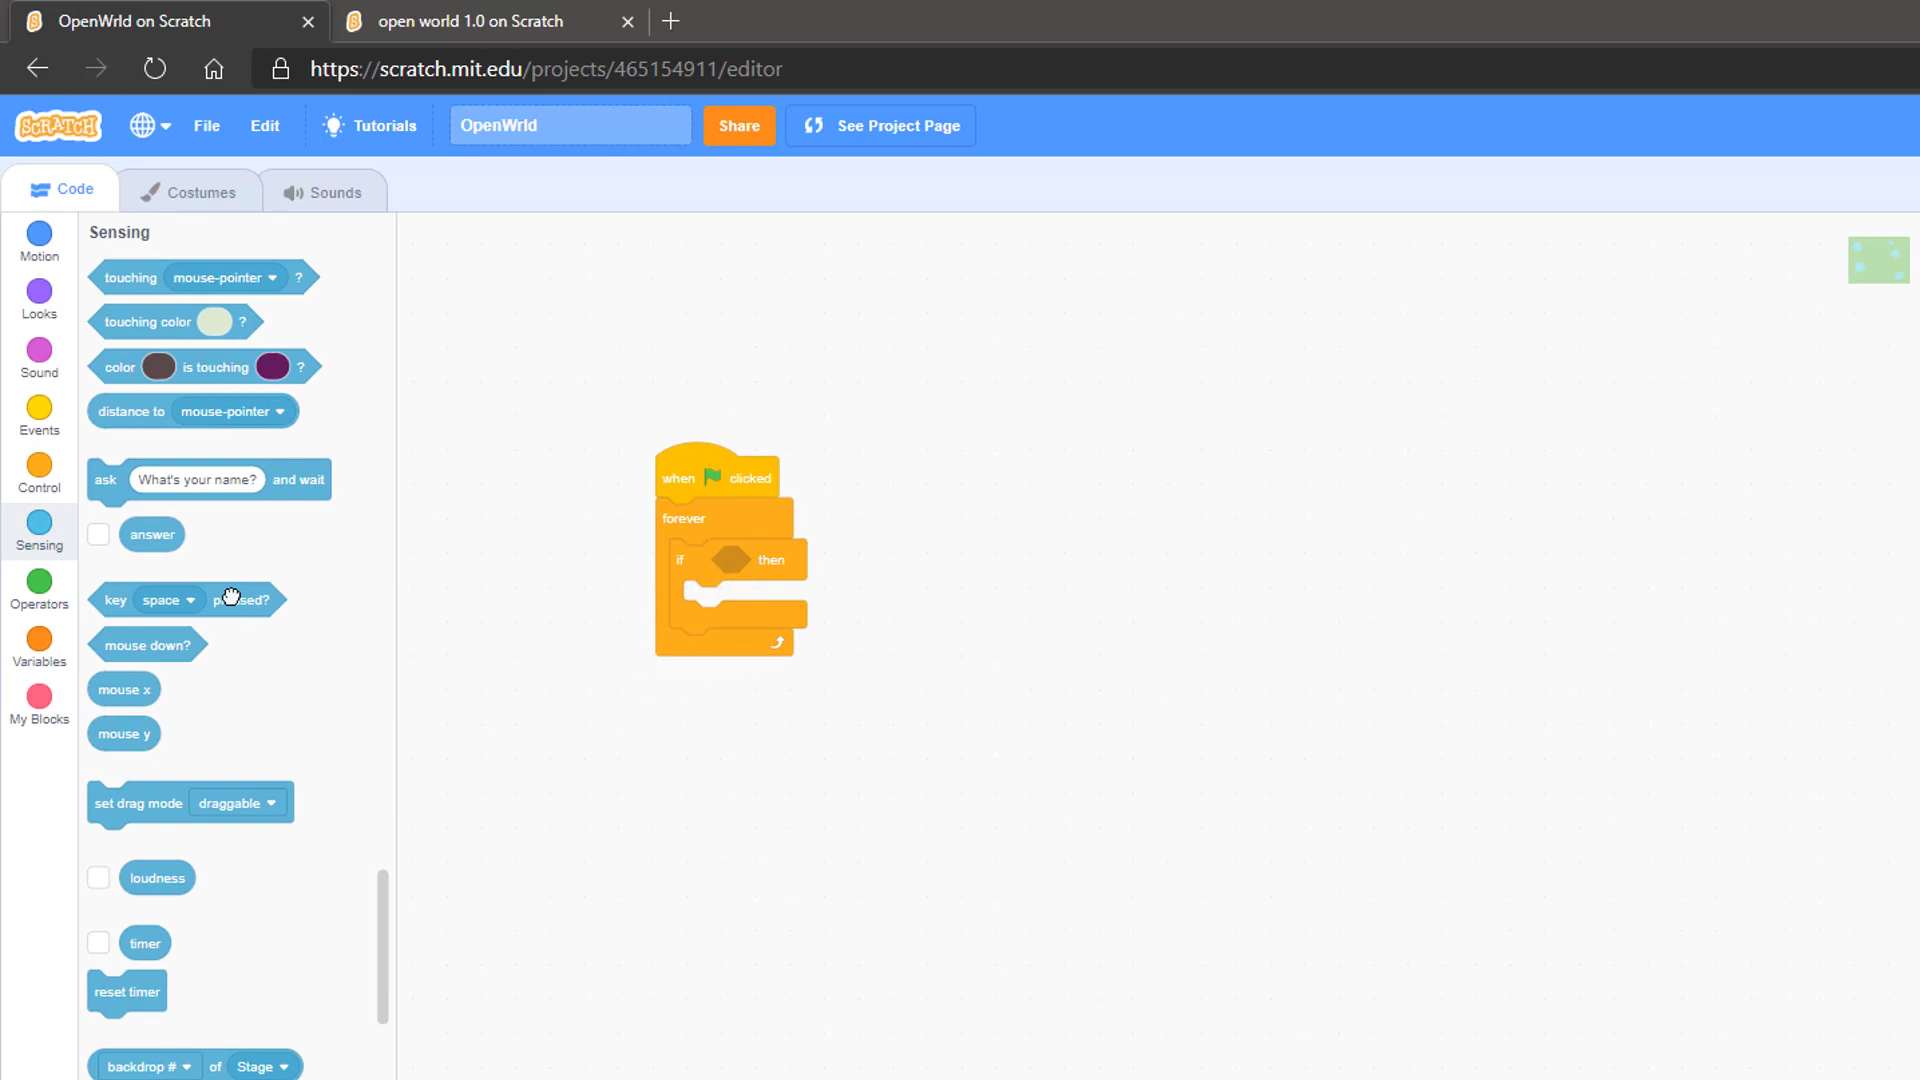 OpenWrld on Scratch
open world 1.0 on Scratch
https://scratch.mit.edu/projects/465154911/editor
SCRATCH File Edit Tutorials OpenWrld Share See Project Page
Code Costumes Sounds
Motion
Looks
Sound
Events
Control
Sensing
Operators
Variables
My Blocks
Sensing
touching mouse-pointer ?
touching color ?
color is touching ?
distance to mouse-pointer
ask What's your name? and wait
answer
key space
mouse down?
mouse x
mouse y
set drag mode draggable
loudness
timer
reset timer
backdrop # of Stage
when clicked
forever
if then